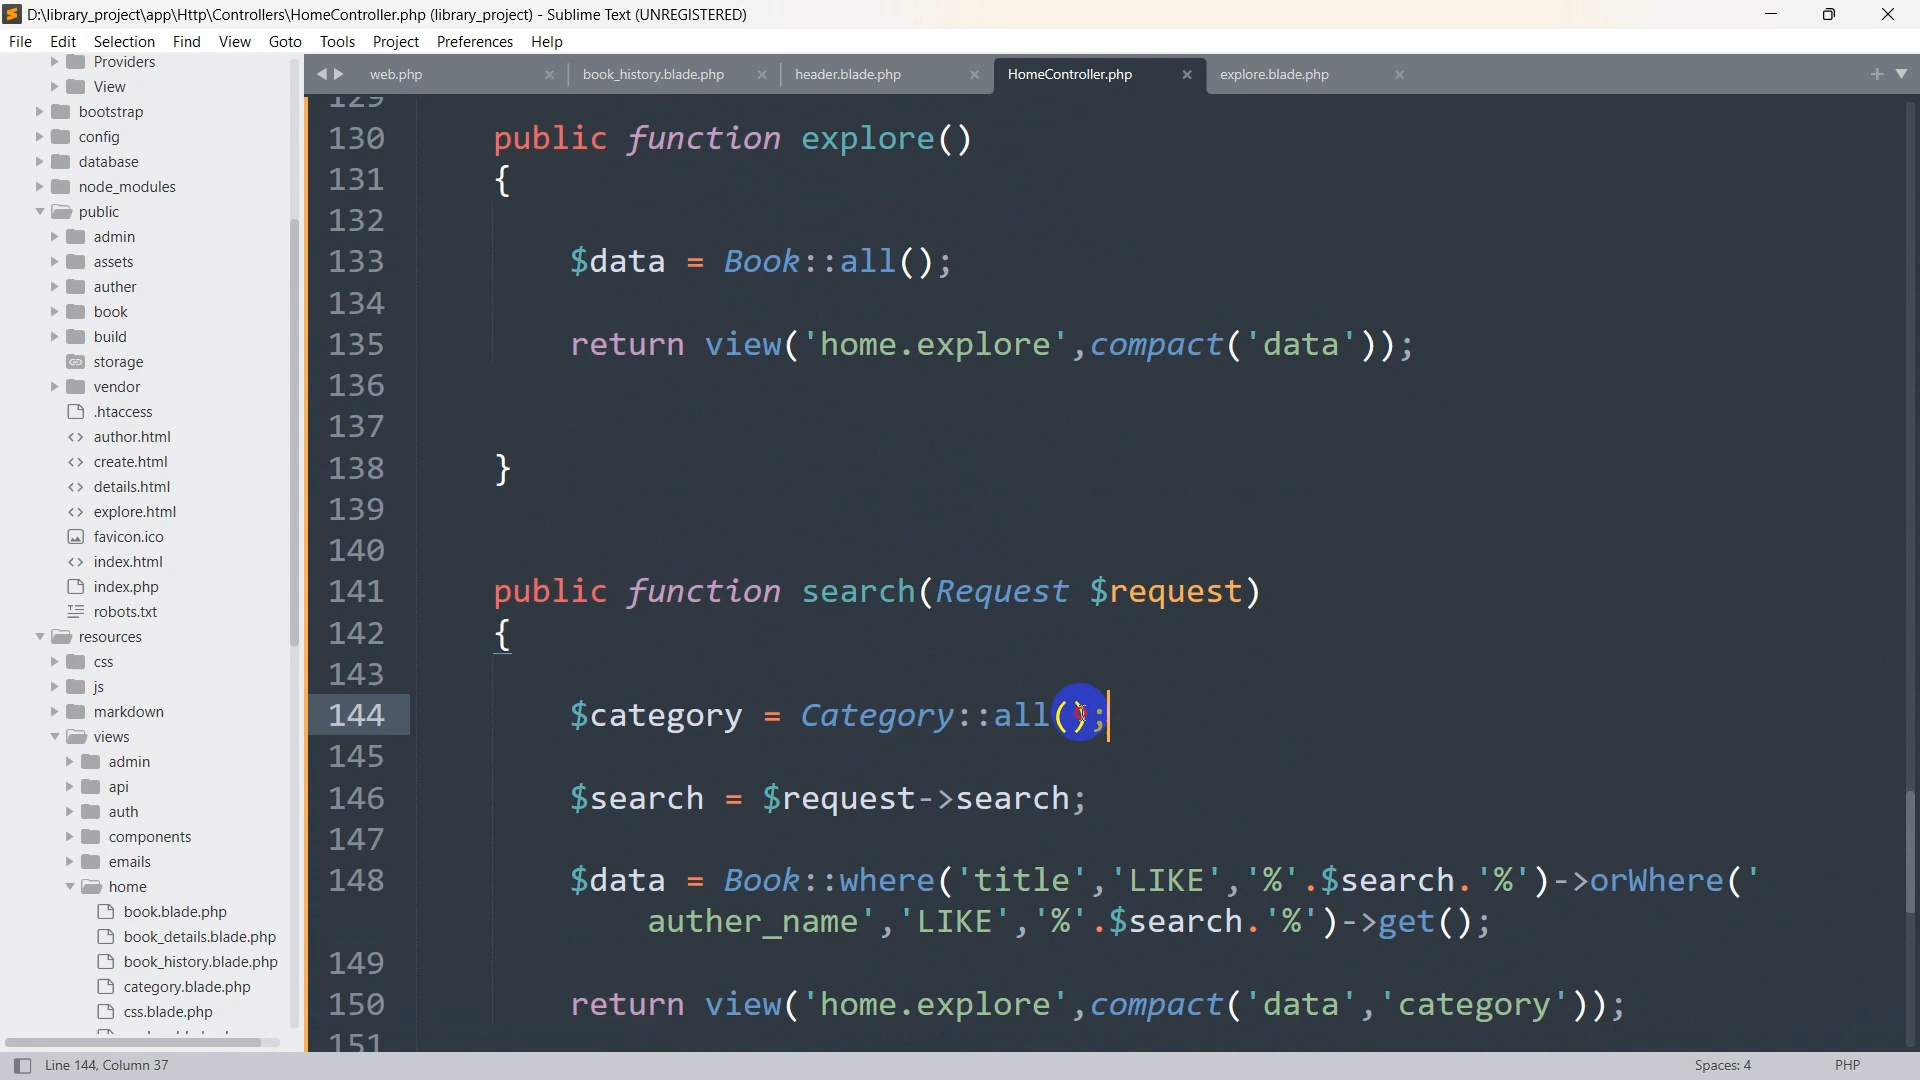 D:\library_project\app\Http\Controllers\HomeController.php (library_project) - Sublime Text (UNREGISTERED)
File Edit Selection Find View Goto Tools Project Preferences Help
web.php book_history.blade.php header.blade.php HomeController.php explore.blade.php
Providers
View
bootstrap
config
database
node_modules
public
admin
assets
auther
book
build
storage
vendor
.htaccess
author.html
create.html
details.html
explore.html
favicon.ico
index.html
index.php
robots.txt
resources
css
js
markdown
views
admin
api
auth
components
emails
home
book.blade.php
book_details.blade.php
book_history.blade.php
category.blade.php
css.blade.php
129
130 public function explore()
131 {
132
133 $data = Book::all();
134
135 return view('home.explore',compact('data'));
136
137
138 }
139
140
141 public function search(Request $request)
142 {
143
144 $category = Category::all();
145
146 $search = $request->search;
147
148 $data = Book::where('title','LIKE','%'.$search.'%')->orWhere('
auther_name','LIKE','%'.$search.'%')->get();
149
150 return view('home.explore',compact('data','category'));
151
Line 144, Column 37 Spaces: 4 PHP